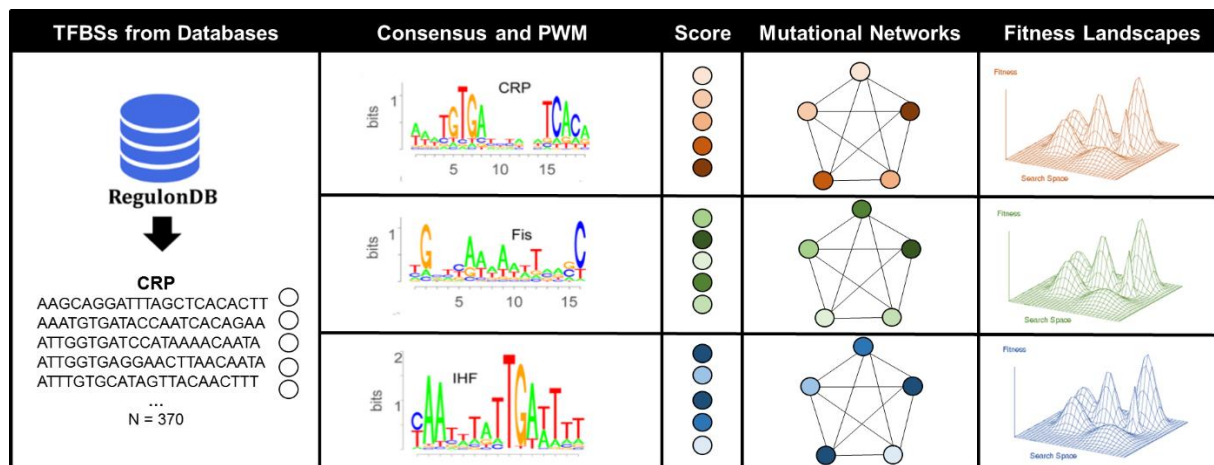 TFBSs from Databases
Consensus and PWM
Score
Mutational Networks
Fitness Landscapes
RegulonDB
CRP
AAGCAGGATTTAGCTCACACTT
AAATGTGATACCAATCACAGAA
ATTGGTGATCCATAAAACAATA
ATTGGTGAGGAACTTAACAATA
ATTTGTGCATAGTTACAACTTT
...
N = 370
CRP
bits
1
5 10 15
Fis
bits
1
5 10 15
IHF
bits
2
1
Fitness
Search Space
Fitness
Search Space
Fitness
Search Space